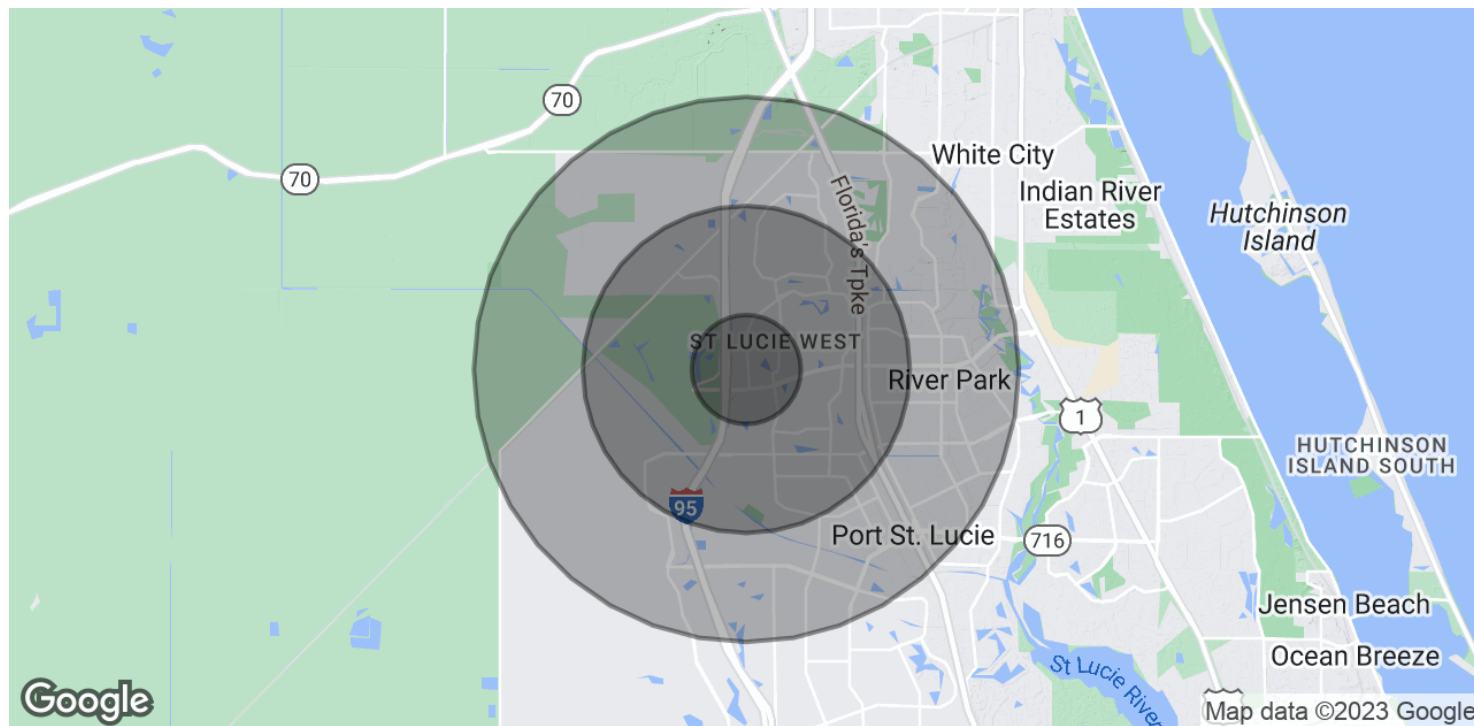 70
70
White City
Indian River
Estates
Hutchinson
Island
Florida's Tpke
ST LUCIE WEST
River Park
1
HUTCHINSON
ISLAND SOUTH
95
Port St. Lucie
716
Jensen Beach
Ocean Breeze
St Lucie River
Google
Map data ©2023 Google